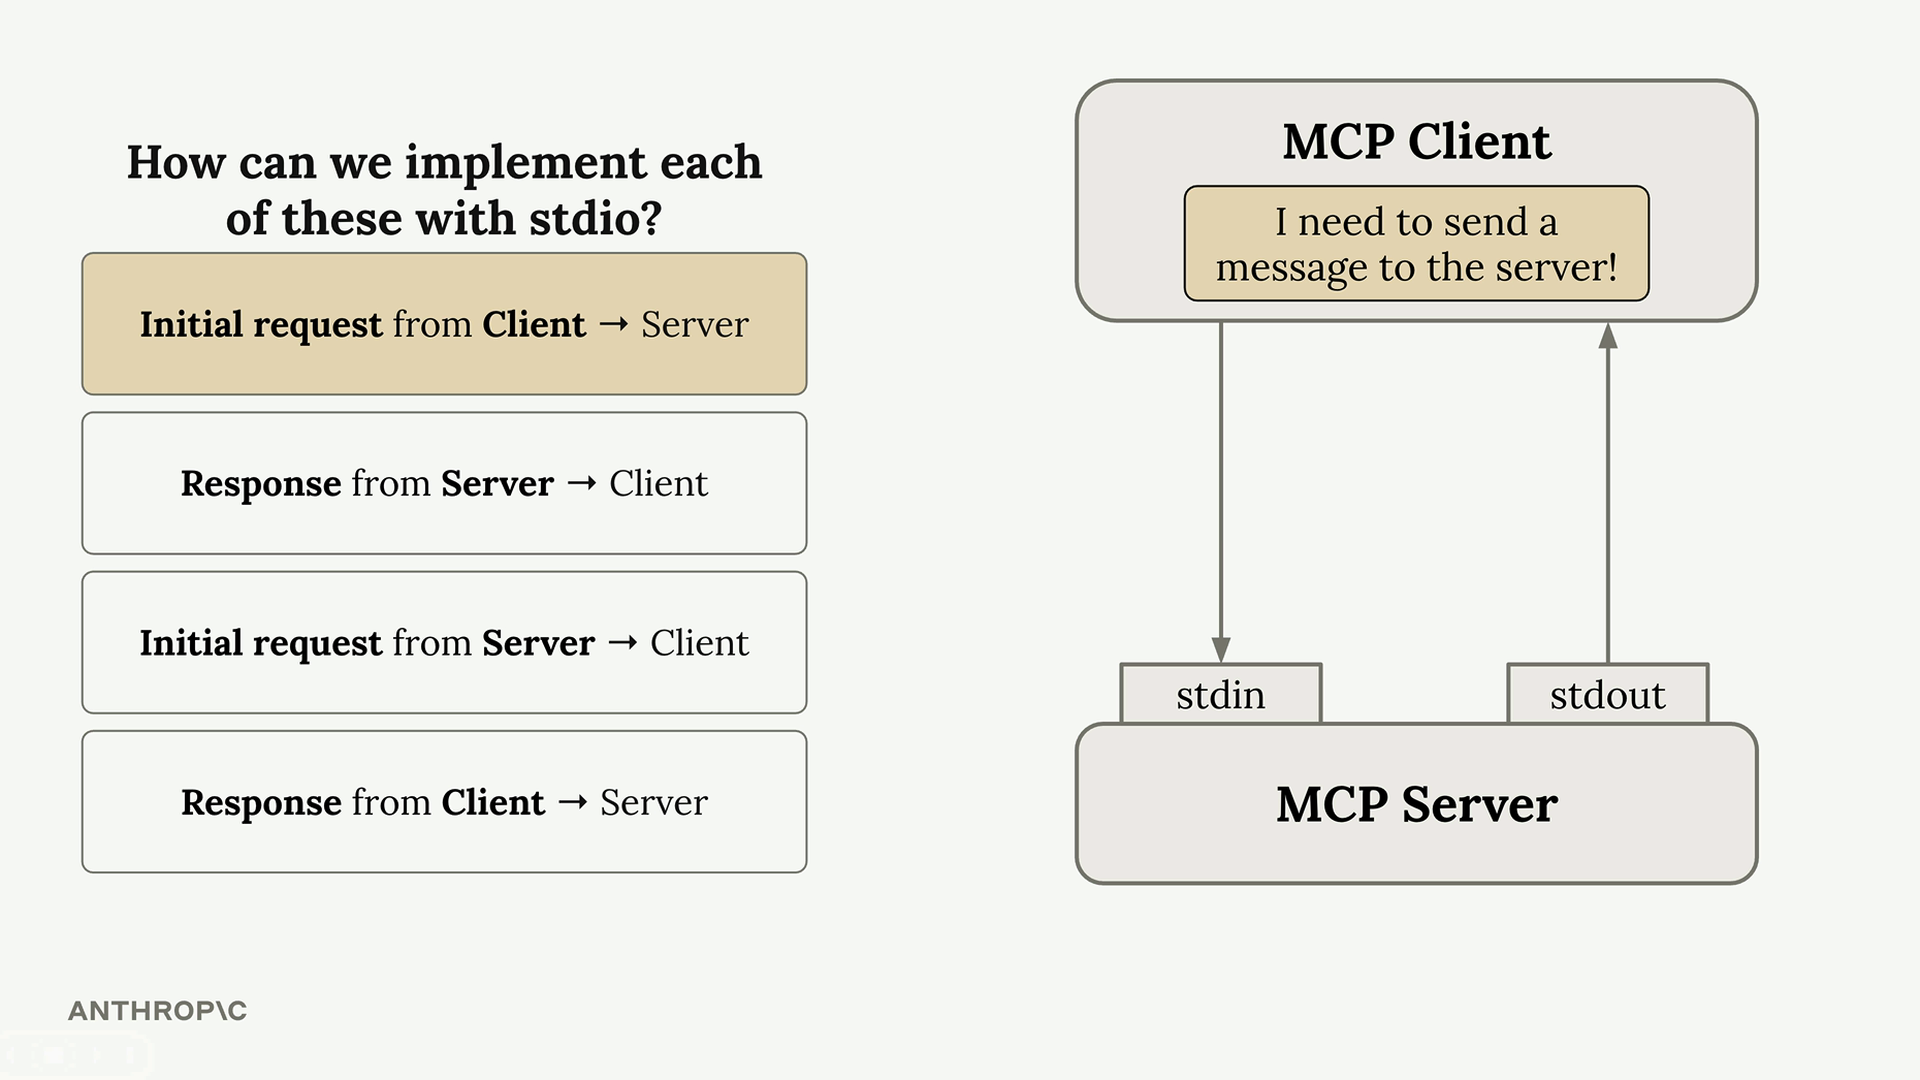 How can we implement each
of these with stdio?
Initial request from Client → Server
Response from Server → Client
Initial request from Server → Client
Response from Client → Server
MCP Client
I need to send a
message to the server!
stdin
stdout
MCP Server
ANTHROP\C